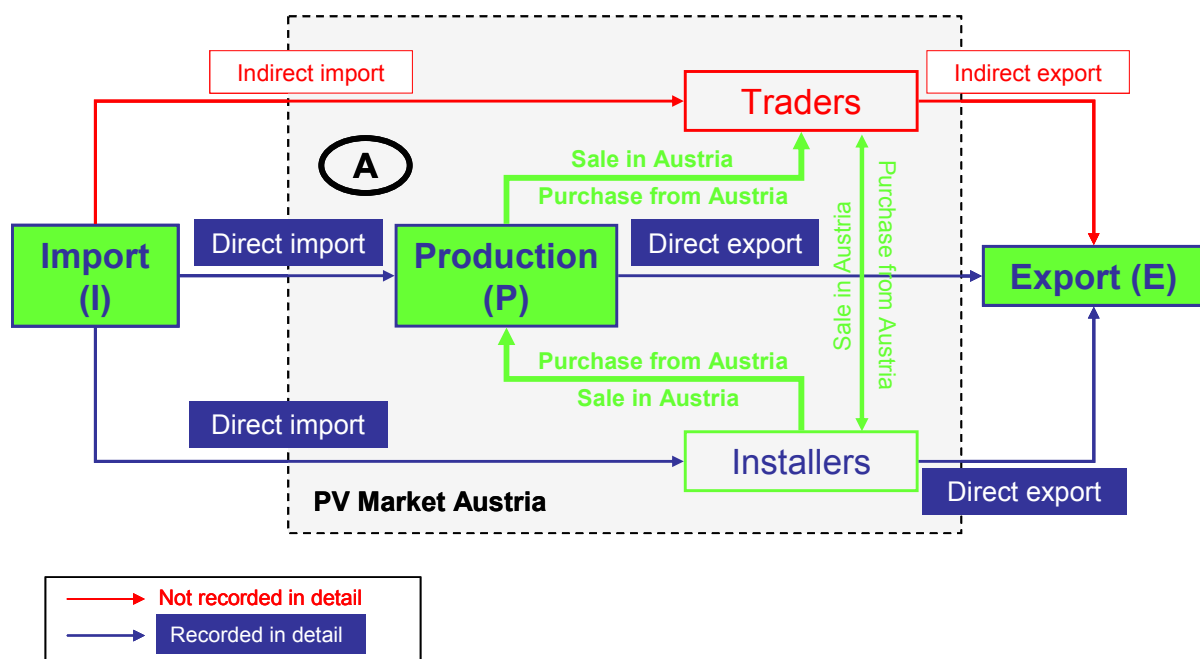 Indirect import
Indirect export
Traders
A
Sale in Austria
Purchase from Austria
Sale in Austria
Purchase from Austria
Direct import
Direct export
Import
(I)
Production
(P)
Export (E)
Purchase from Austria
Sale in Austria
Direct import
Installers
Direct export
PV Market Austria
Not recorded in detail
Recorded in detail